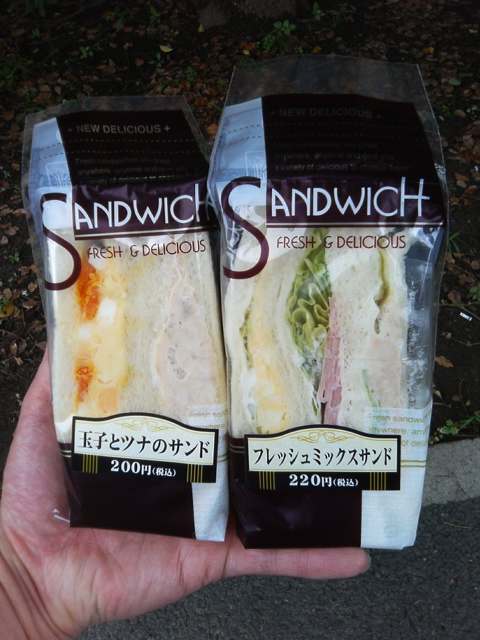 - NEW DELICIOUS +
SANDWICH
FRESH & DELICIOUS
玉子とツナのサンド
200円(税込)
SANDWICH
FRESH & DELICIOUS
フレッシュミックスサンド
220円(税込)